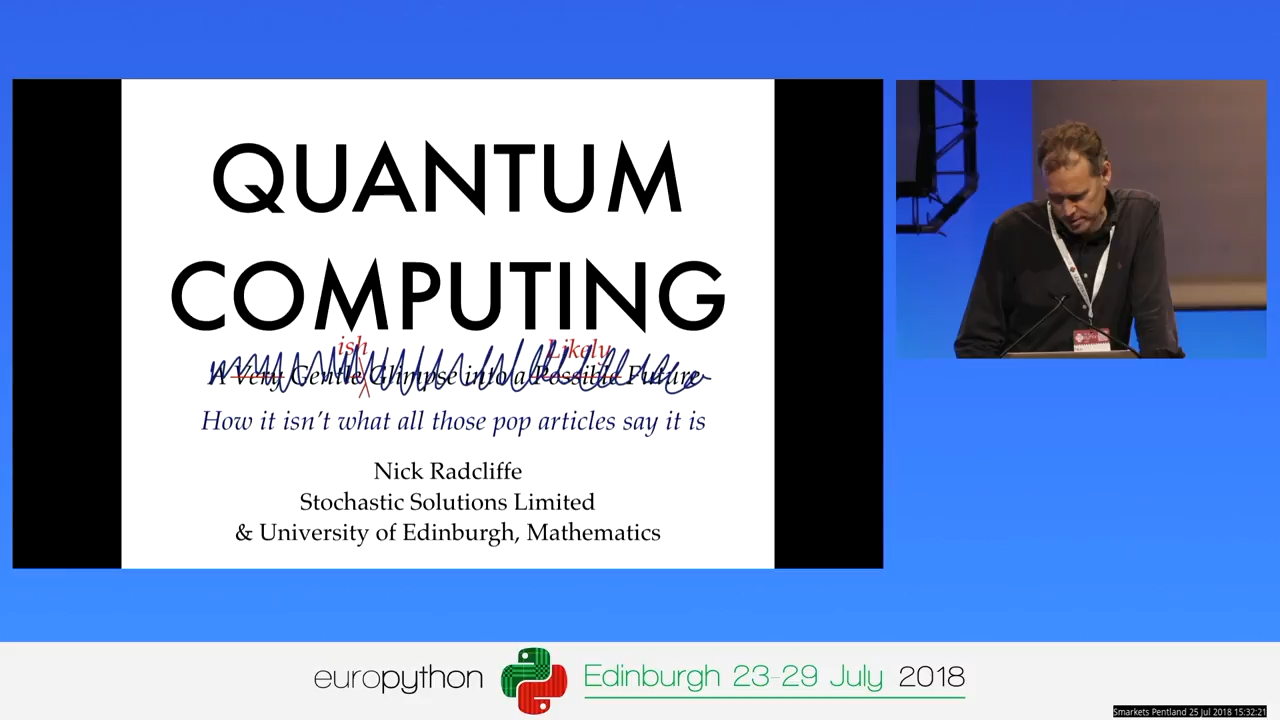 QUANTUM
COMPUTING
ish Likely
A Very Gentle Glimpse into a Possible Future
How it isn't what all those pop articles say it is
Nick Radcliffe
Stochastic Solutions Limited
& University of Edinburgh, Mathematics
europython Edinburgh 23-29 July 2018
Smarkets Pentland 25 Jul 2018 15:32:21